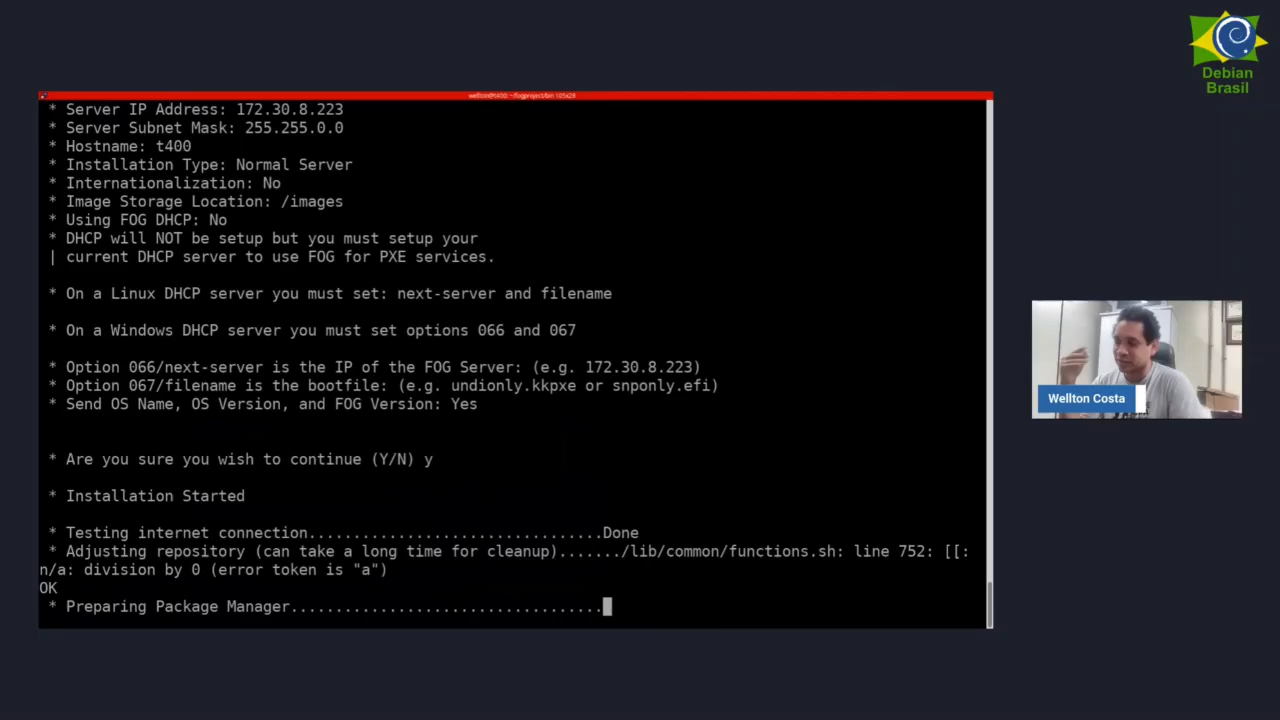 Debian
Brasil
wellton@t400: ~/fogproject/bin 105x28
* Server IP Address: 172.30.8.223
* Server Subnet Mask: 255.255.0.0
* Hostname: t400
* Installation Type: Normal Server
* Internationalization: No
* Image Storage Location: /images
* Using FOG DHCP: No
* DHCP will NOT be setup but you must setup your
| current DHCP server to use FOG for PXE services.
* On a Linux DHCP server you must set: next-server and filename
* On a Windows DHCP server you must set options 066 and 067
* Option 066/next-server is the IP of the FOG Server: (e.g. 172.30.8.223)
* Option 067/filename is the bootfile: (e.g. undionly.kkpxe or snponly.efi)
* Send OS Name, OS Version, and FOG Version: Yes
* Are you sure you wish to continue (Y/N) y
* Installation Started
* Testing internet connection.................................Done
* Adjusting repository (can take a long time for cleanup)......./lib/common/functions.sh: line 752: [[:
n/a: division by 0 (error token is "a")
OK
* Preparing Package Manager...................................
Wellton Costa